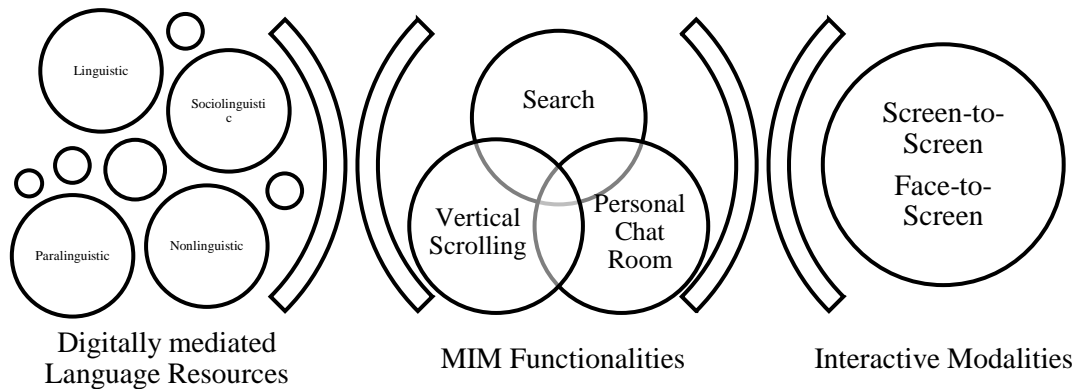 Linguistic
Sociolinguisti
c
Paralinguistic
Nonlinguistic
Digitally mediated
Language Resources
Search
Vertical
Scrolling
Personal
Chat
Room
MIM Functionalities
Screen-to-
Screen
Face-to-
Screen
Interactive Modalities